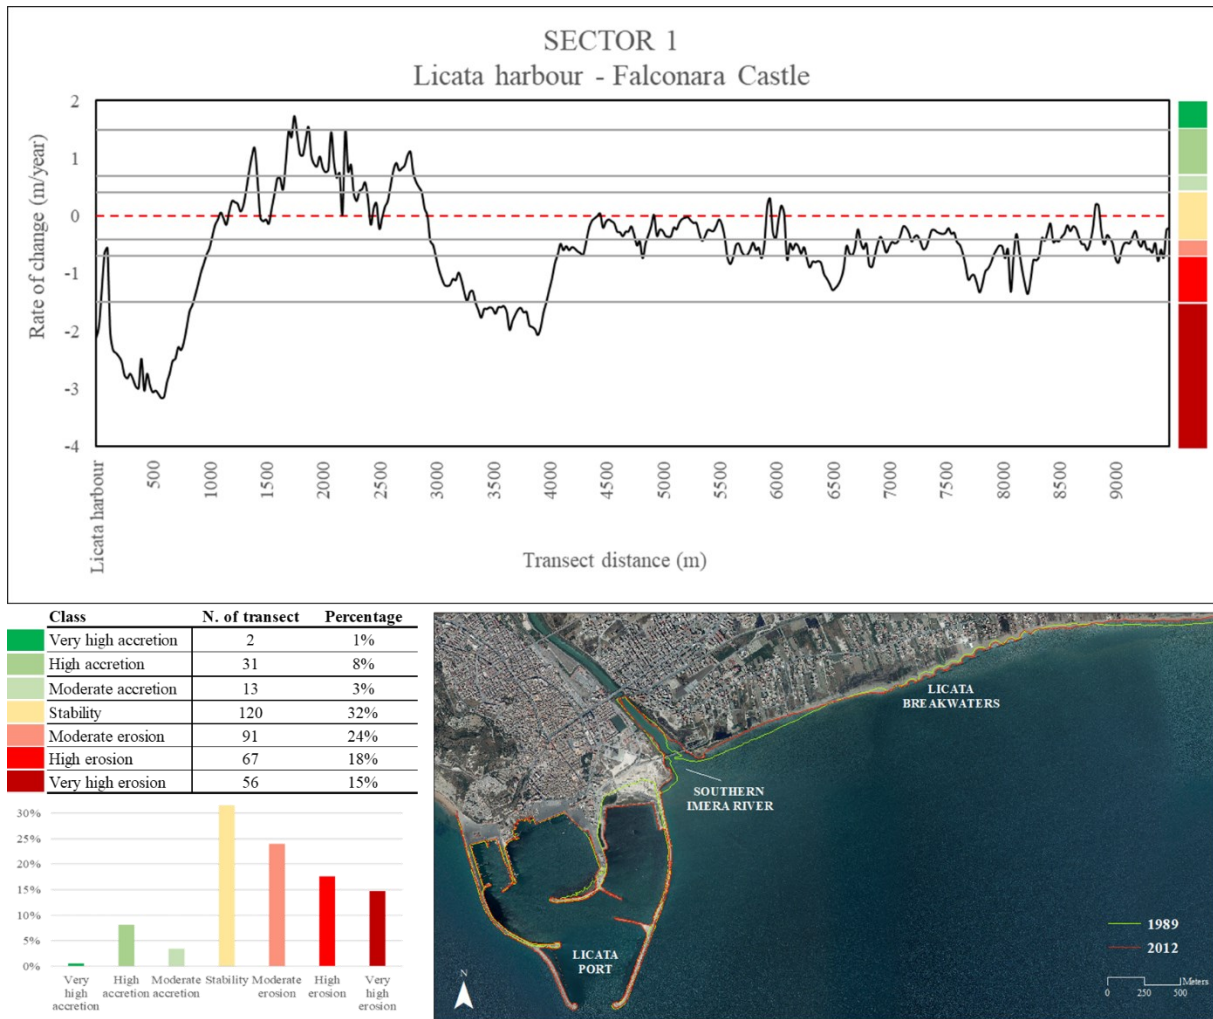 SECTOR 1
Licata harbour - Falconara Castle
Rate of change (m/year)
2
1
0
-1
-2
-3
-4
Licata harbour
500
1000
1500
2000
2500
3000
3500
4000
4500
5000
5500
6000
6500
7000
7500
8000
8500
9000
Transect distance (m)
Class N. of transect Percentage
Very high accretion 2 1%
High accretion 31 8%
Moderate accretion 13 3%
Stability 120 32%
Moderate erosion 91 24%
High erosion 67 18%
Very high erosion 56 15%
30%
25%
20%
15%
10%
5%
0%
Very high accretion
High accretion
Moderate accretion
Stability
Moderate erosion
High erosion
Very high erosion
LICATA
BREAKWATERS
SOUTHERN
IMERA RIVER
LICATA
PORT
1989
2012
N
Meters
0 250 500